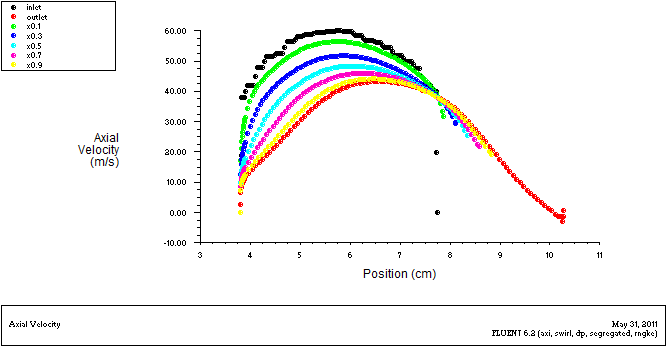 inlet
outlet
x0.1
x0.3
x0.5
x0.7
x0.9
60.00
50.00
40.00
30.00
20.00
10.00
0.00
-10.00
Axial
Velocity
(m/s)
3 4 5 6 7 8 9 10 11
Position (cm)
Axial Velocity
May 31, 2011
FLUENT 6.2 (axi, swirl, dp, segregated, rngke)